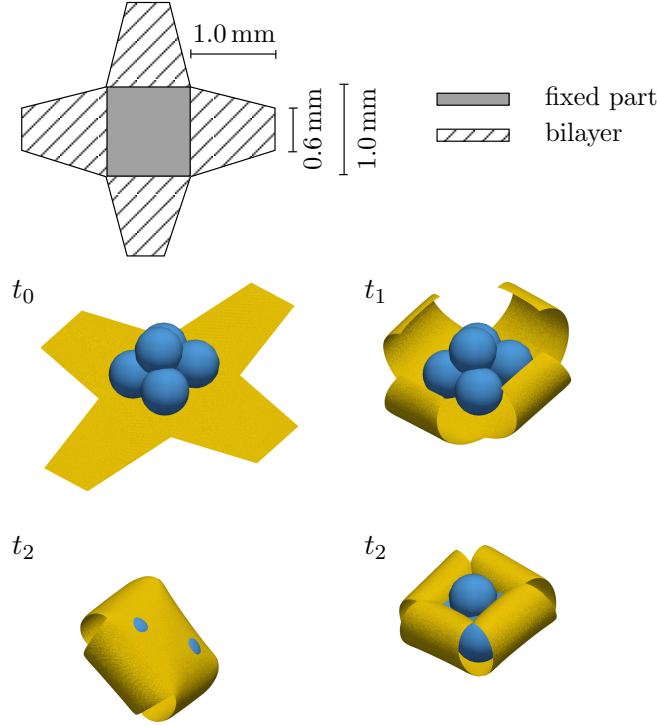 1.0 mm
0.6 mm
1.0 mm
fixed part
bilayer
t₀
t₁
t₂
t₂